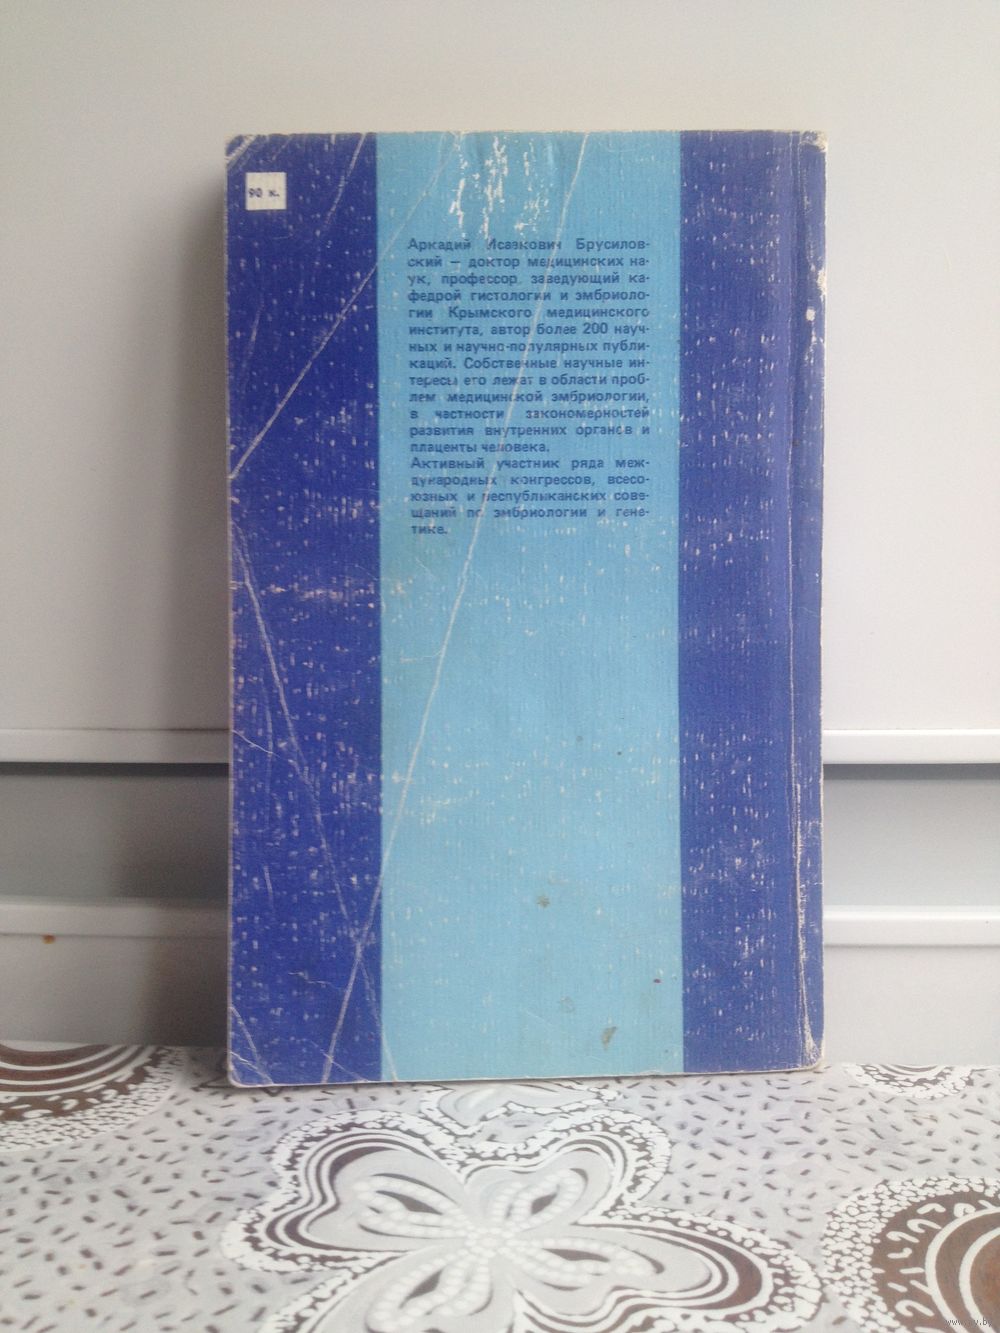 90 к.
Аркадий Исаакович Брусилов-
ский — доктор медицинских на-
ук, профессор, заведующий ка-
федрой гистологии и эмбриоло-
гии Крымского медицинского
института, автор более 200 науч-
ных и научно-популярных публи-
каций. Собственные научные ин-
тересы его лежат в области проб-
лем медицинской эмбриологии,
в частности закономерностей
развития внутренних органов и
плаценты человека.
Активный участник ряда меж-
дународных конгрессов, всесо-
юзных и республиканских сове-
щаний по эмбриологии и гене-
тике.